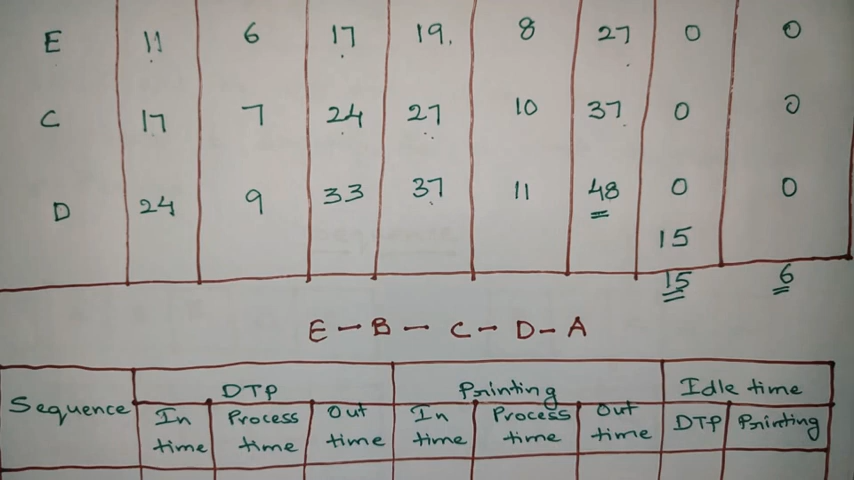 E 11 6 17 19. 8 27 0 0
C 17 7 24 27 10 37 0 0
D 24 9 33 37 11 48 0 0
15
15 6
E - B - C - D - A
Sequence DTP Printing Idle time
In time Process time Out time In time Process time Out time DTP Printing